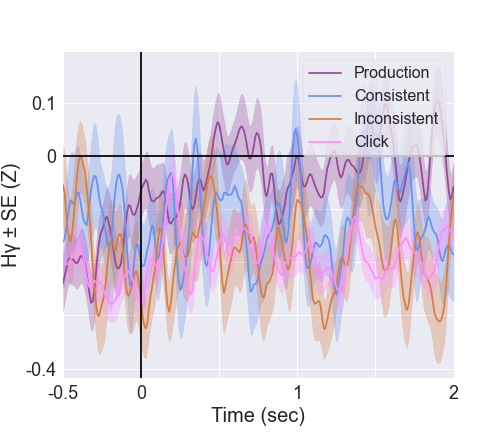 Production
Consistent
Inconsistent
Click
Hγ ± SE (Z)
0.1
0
-0.4
-0.5
0
1
2
Time (sec)